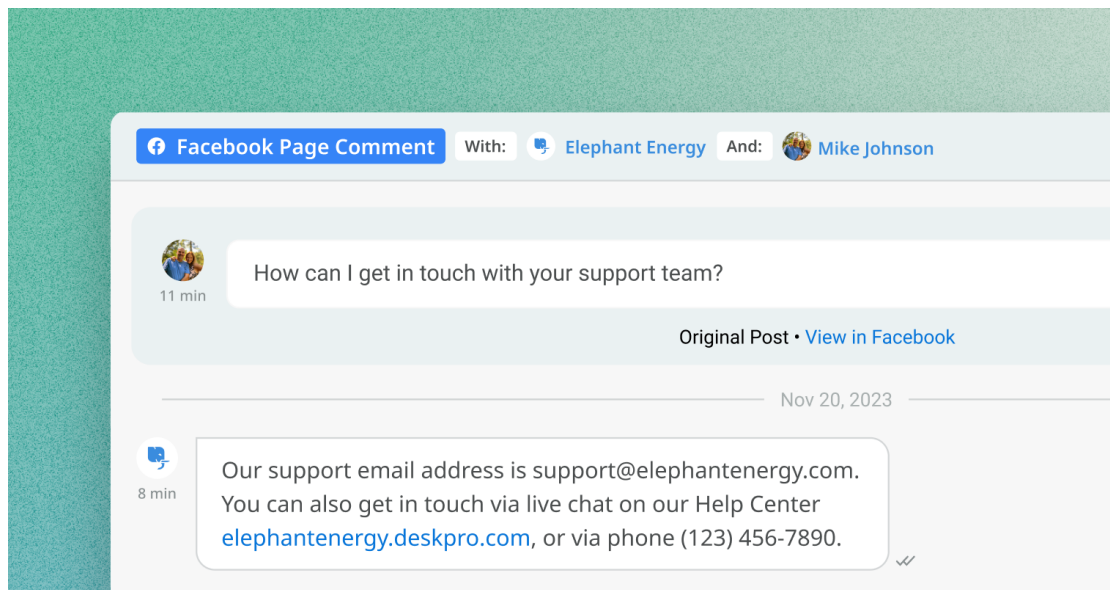 Facebook Page Comment With: Elephant Energy And: Mike Johnson
How can I get in touch with your support team?
11 min
Original Post • View in Facebook
Nov 20, 2023
Our support email address is support@elephantenergy.com.
You can also get in touch via live chat on our Help Center
8 min
elephantenergy.deskpro.com, or via phone (123) 456-7890.